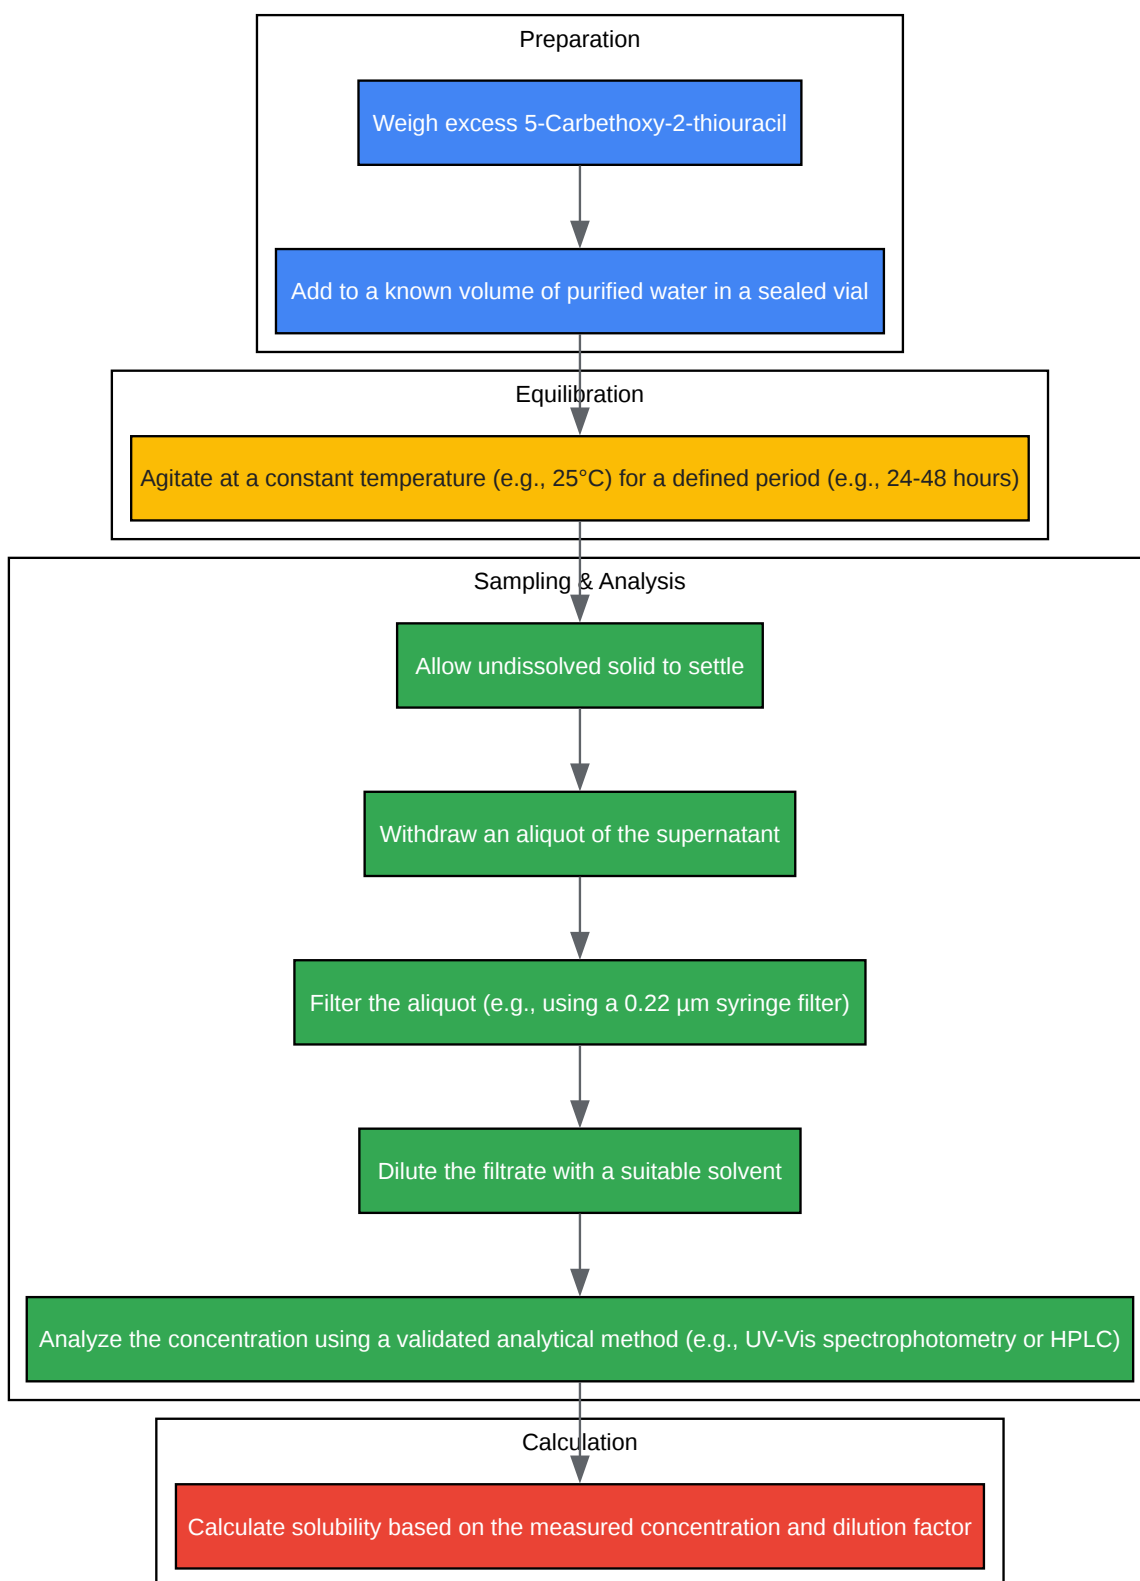 Preparation
Weigh excess 5-Carbethoxy-2-thiouracil
Add to a known volume of purified water in a sealed vial
Equilibration
Agitate at a constant temperature (e.g., 25°C) for a defined period (e.g., 24-48 hours)
Sampling & Analysis
Allow undissolved solid to settle
Withdraw an aliquot of the supernatant
Filter the aliquot (e.g., using a 0.22 µm syringe filter)
Dilute the filtrate with a suitable solvent
Analyze the concentration using a validated analytical method (e.g., UV-Vis spectrophotometry or HPLC)
Calculation
Calculate solubility based on the measured concentration and dilution factor